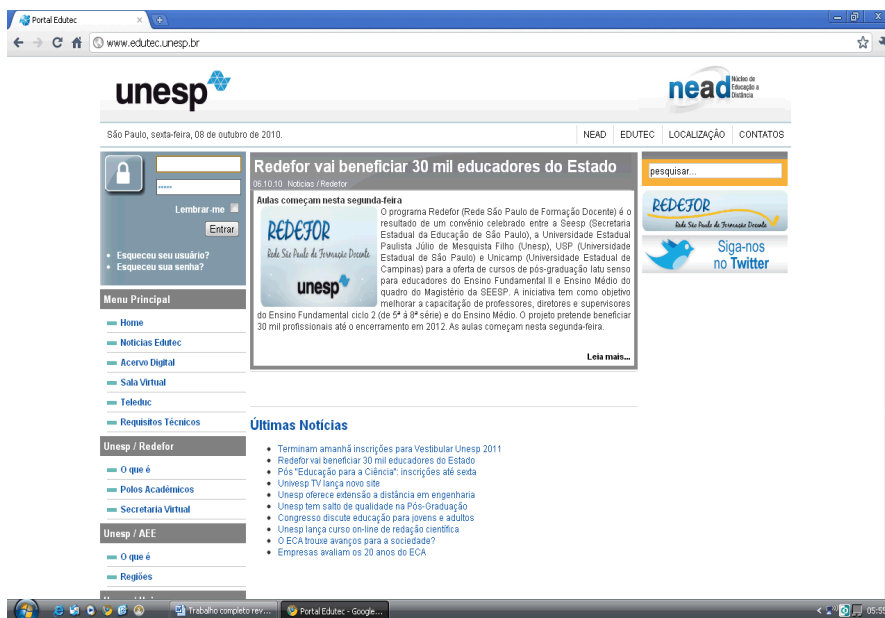 Portal Edutec
www.edutec.unesp.br
unesp
nead
Núcleo de
Educação a
Distância
São Paulo, sexta-feira, 08 de outubro de 2010.
NEAD EDUTEC LOCALIZAÇÃO CONTATOS
Lembrar-me
Entrar
Esqueceu seu usuário?
Esqueceu sua senha?
Menu Principal
Home
Notícias Edutec
Acervo Digital
Sala Virtual
Teleduc
Requisitos Técnicos
Unesp / Redefor
O que é
Polos Acadêmicos
Secretaria Virtual
Unesp / AEE
O que é
Regiões
Redefor vai beneficiar 30 mil educadores do Estado
06.10.10 Notícias / Redefor
Aulas começam nesta segunda-feira
REDEFOR
Rede São Paulo de Formação Docente
unesp
O programa Redefor (Rede São Paulo de Formação Docente) é o
resultado de um convênio celebrado entre a Seesp (Secretaria
Estadual da Educação de São Paulo), a Universidade Estadual
Paulista Júlio de Mesquita Filho (Unesp), USP (Universidade
Estadual de São Paulo) e Unicamp (Universidade Estadual de
Campinas) para a oferta de cursos de pós-graduação latu senso
para educadores do Ensino Fundamental II e Ensino Médio do
quadro do Magistério da SEESP. A iniciativa tem como objetivo
melhorar a capacitação de professores, diretores e supervisores
do Ensino Fundamental ciclo 2 (de 5ª á 8ª série) e do Ensino Médio. O projeto pretende beneficiar
30 mil profissionais até o encerramento em 2012. As aulas começam nesta segunda-feira.
Leia mais...
Últimas Notícias
Terminam amanhã inscrições para Vestibular Unesp 2011
Redefor vai beneficiar 30 mil educadores do Estado
Pós "Educação para a Ciência": inscrições até sexta
Univesp TV lança novo site
Unesp oferece extensão a distância em engenharia
Unesp tem salto de qualidade na Pós-Graduação
Congresso discute educação para jovens e adultos
Unesp lança curso on-line de redação científica
O ECA trouxe avanços para a sociedade?
Empresas avaliam os 20 anos do ECA
pesquisar...
REDEFOR
Rede São Paulo de Formação Docente
Siga-nos
no Twitter
Trabalho completo rev...
Portal Edutec - Google...
05:55